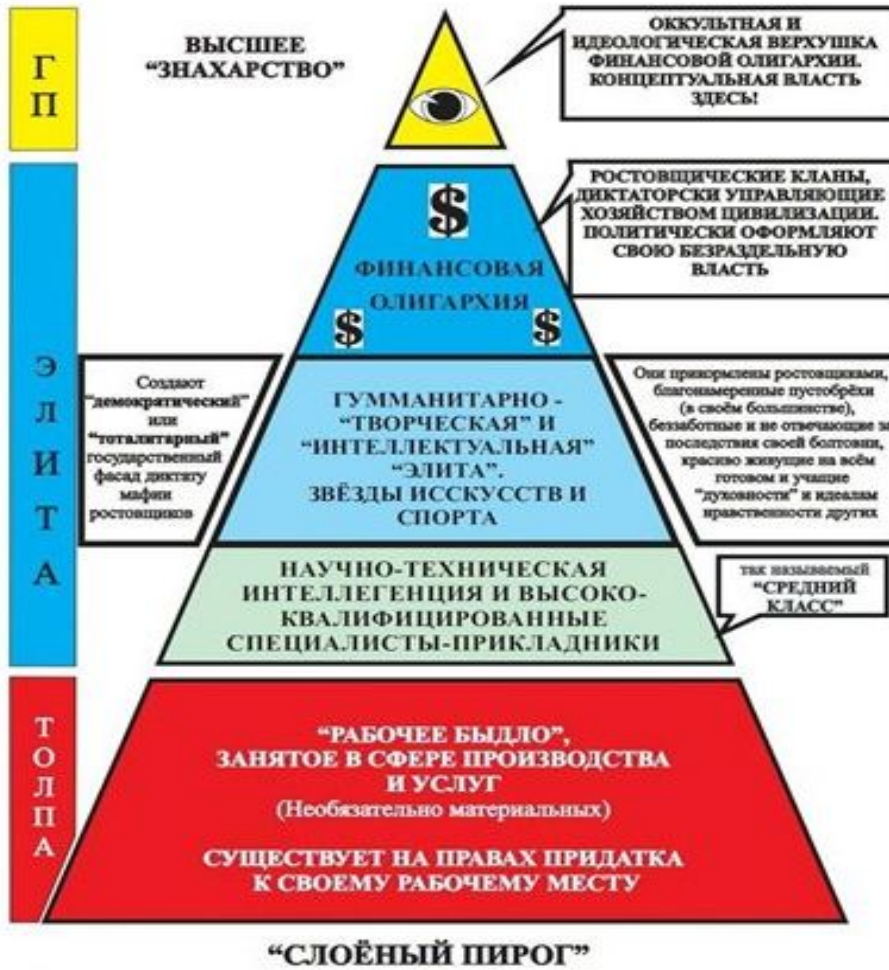 Г
П
ВЫСШЕЕ
“ЗНАХАРСТВО”
ОККУЛЬТНАЯ И
ИДЕОЛОГИЧЕСКАЯ ВЕРХУШКА
ФИНАНСОВОЙ ОЛИГАРХИИ.
КОНЦЕПТУАЛЬНАЯ ВЛАСТЬ
ЗДЕСЬ!
Э
Л
И
Т
А
$
ФИНАНСОВАЯ
ОЛИГАРХИЯ
$ $
РОСТОВЩИЧЕСКИЕ КЛАНЫ,
ДИКТАТОРСКИ УПРАВЛЯЮЩИЕ
ХОЗЯЙСТВОМ ЦИВИЛИЗАЦИИ.
ПОЛИТИЧЕСКИ ОФОРМЛЯЮТ
СВОЮ БЕЗРАЗДЕЛЬНУЮ
ВЛАСТЬ
Создают
“демократический”
или
“тоталитарный”
государственный
фасад диктату
мафии
ростовщиков
ГУММАНИТАРНО -
“ТВОРЧЕСКАЯ” И
“ИНТЕЛЛЕКТУАЛЬНАЯ”
“ЭЛИТА”.
ЗВЁЗДЫ ИССКУССТВ И
СПОРТА
Они прикормлены ростовщиками,
благонамеренные пустобрёхи
(в своём большинстве),
беззаботные и не отвечающие за
последствия своей болтовни,
красиво живущие на всём
готовом и учащие
"духовности" и идеалам
нравственности других
НАУЧНО-ТЕХНИЧЕСКАЯ
ИНТЕЛЛЕГЕНЦИЯ И ВЫСОКО-
КВАЛИФИЦИРОВАННЫЕ
СПЕЦИАЛИСТЫ-ПРИКЛАДНИКИ
так называемый
“СРЕДНИЙ
КЛАСС”
Т
О
Л
П
А
“РАБОЧЕЕ БЫДЛО”,
ЗАНЯТОЕ В СФЕРЕ ПРОИЗВОДСТВА
И УСЛУГ
(Необязательно материальных)
СУЩЕСТВУЕТ НА ПРАВАХ ПРИДАТКА
К СВОЕМУ РАБОЧЕМУ МЕСТУ
“СЛОЁНЫЙ ПИРОГ”